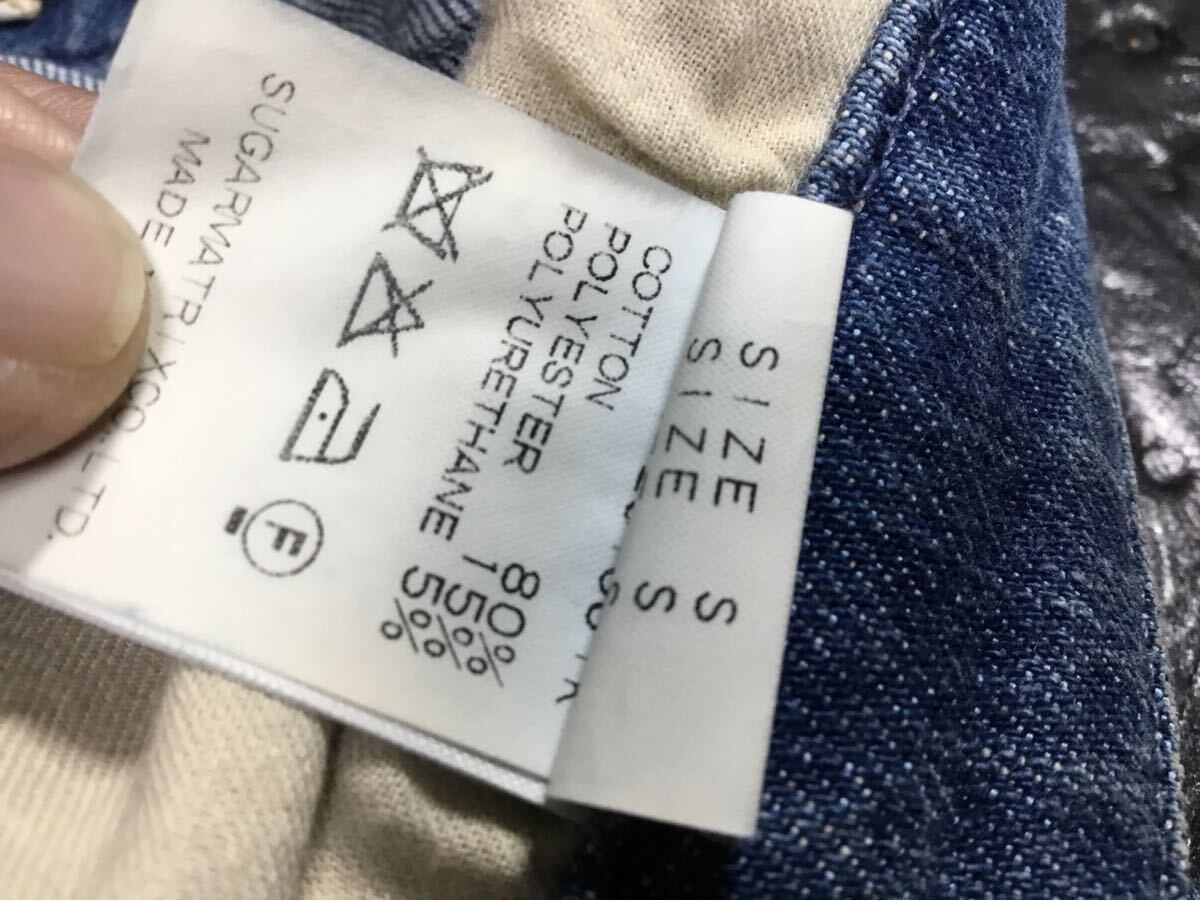 SIZE S
SIZE S
COTTON 80%
POLYESTER 15%
POLYURETHANE 5%
F
SUGARMATRIXCO.LTD.
MADE